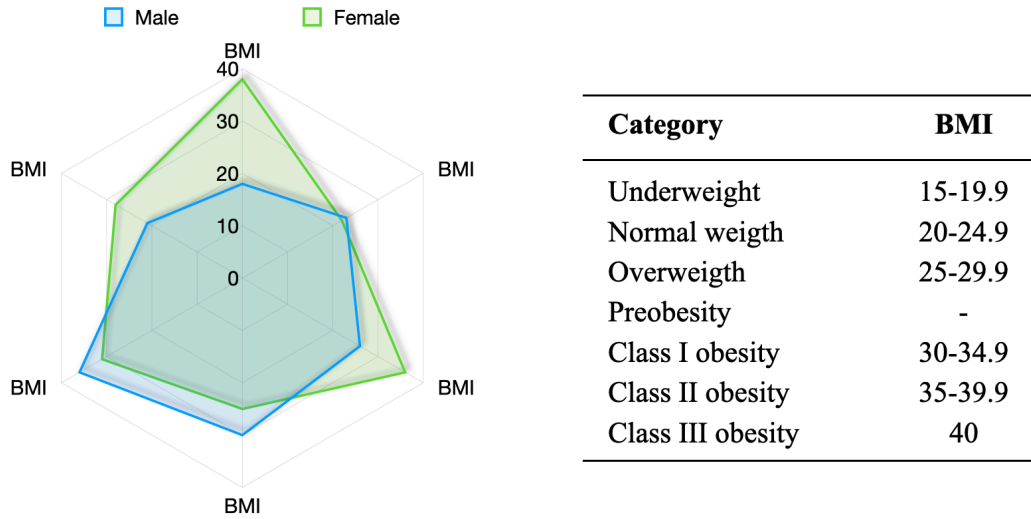 Male Female
BMI
40
BMI BMI
30
20
10
0
BMI BMI
BMI
Category BMI
Underweight 15-19.9
Normal weigth 20-24.9
Overweigth 25-29.9
Preobesity -
Class I obesity 30-34.9
Class II obesity 35-39.9
Class III obesity 40